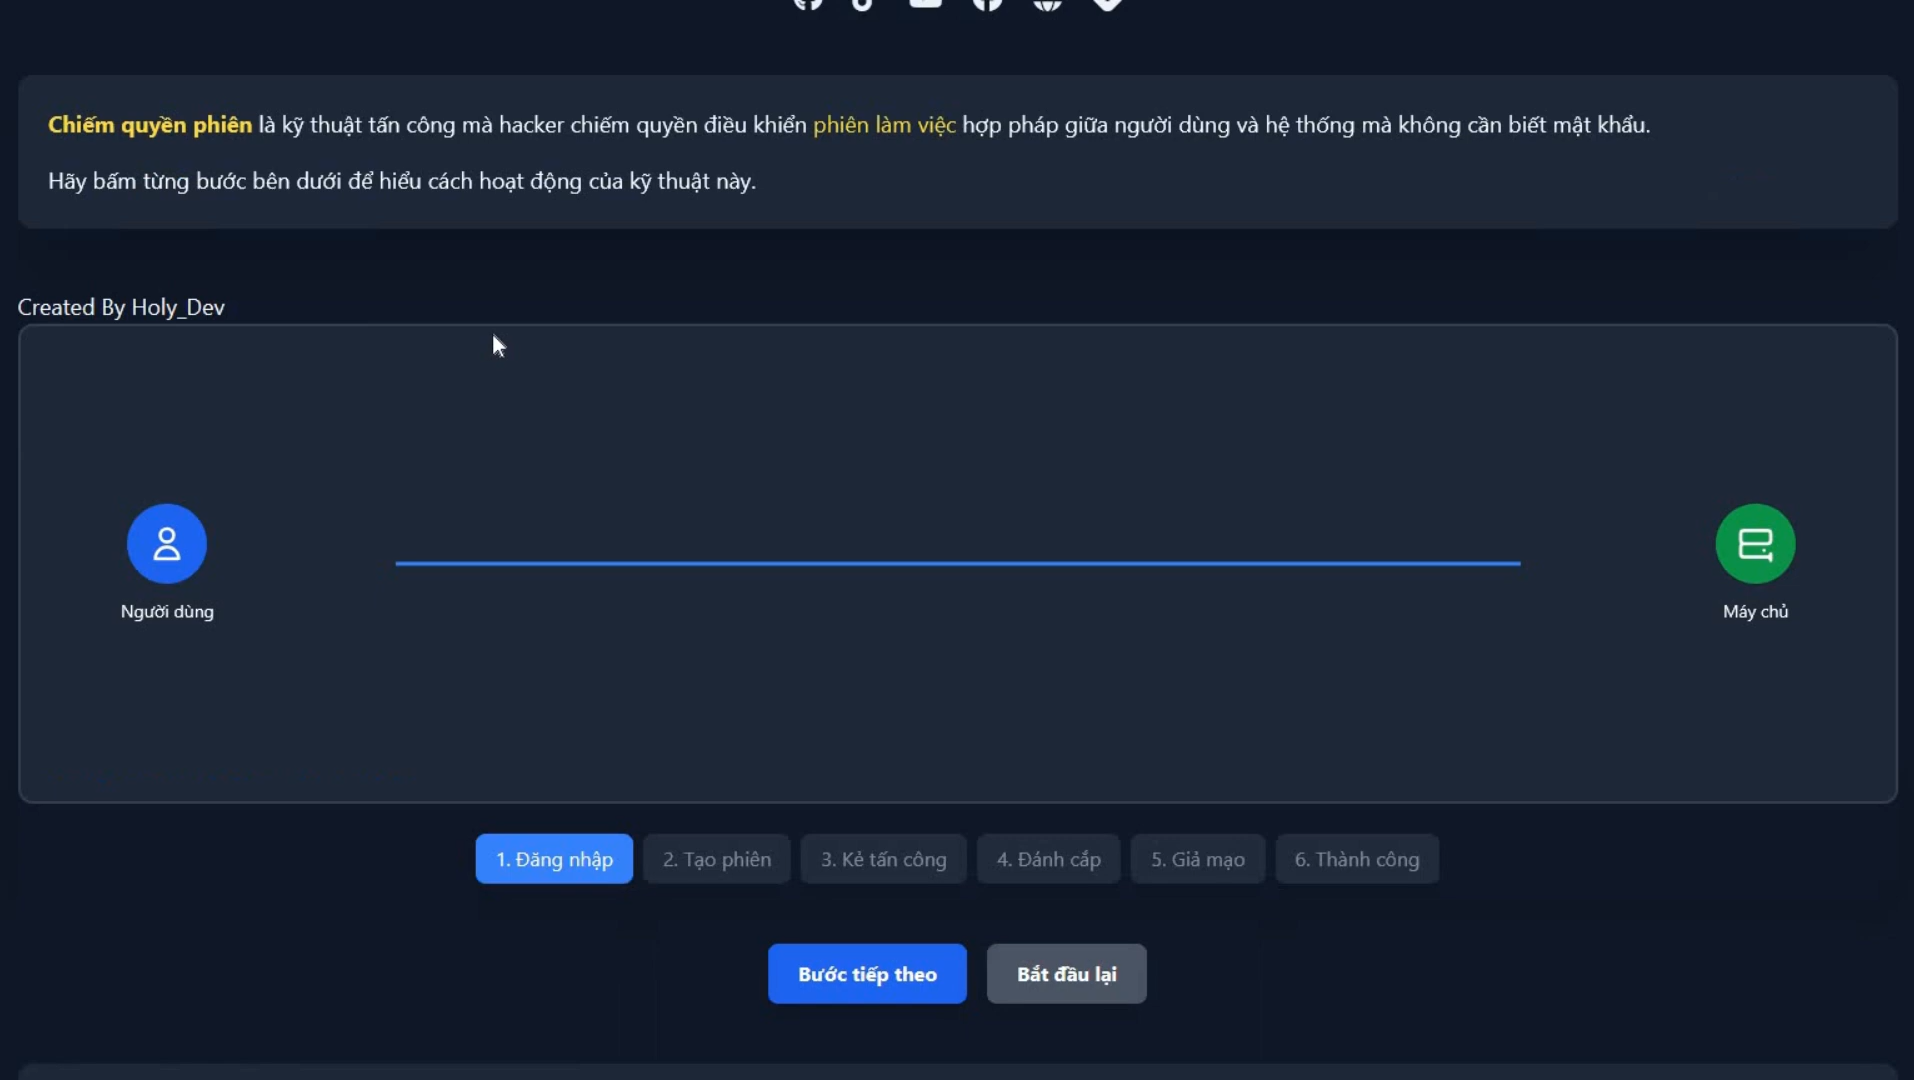 Chiếm quyền phiên là kỹ thuật tấn công mà hacker chiếm quyền điều khiển phiên làm việc hợp pháp giữa người dùng và hệ thống mà không cần biết mật khẩu.
Hãy bấm từng bước bên dưới để hiểu cách hoạt động của kỹ thuật này.
Created By Holy_Dev
Người dùng
Máy chủ
1. Đăng nhập
2. Tạo phiên
3. Kẻ tấn công
4. Đánh cắp
5. Giả mạo
6. Thành công
Bước tiếp theo
Bắt đầu lại